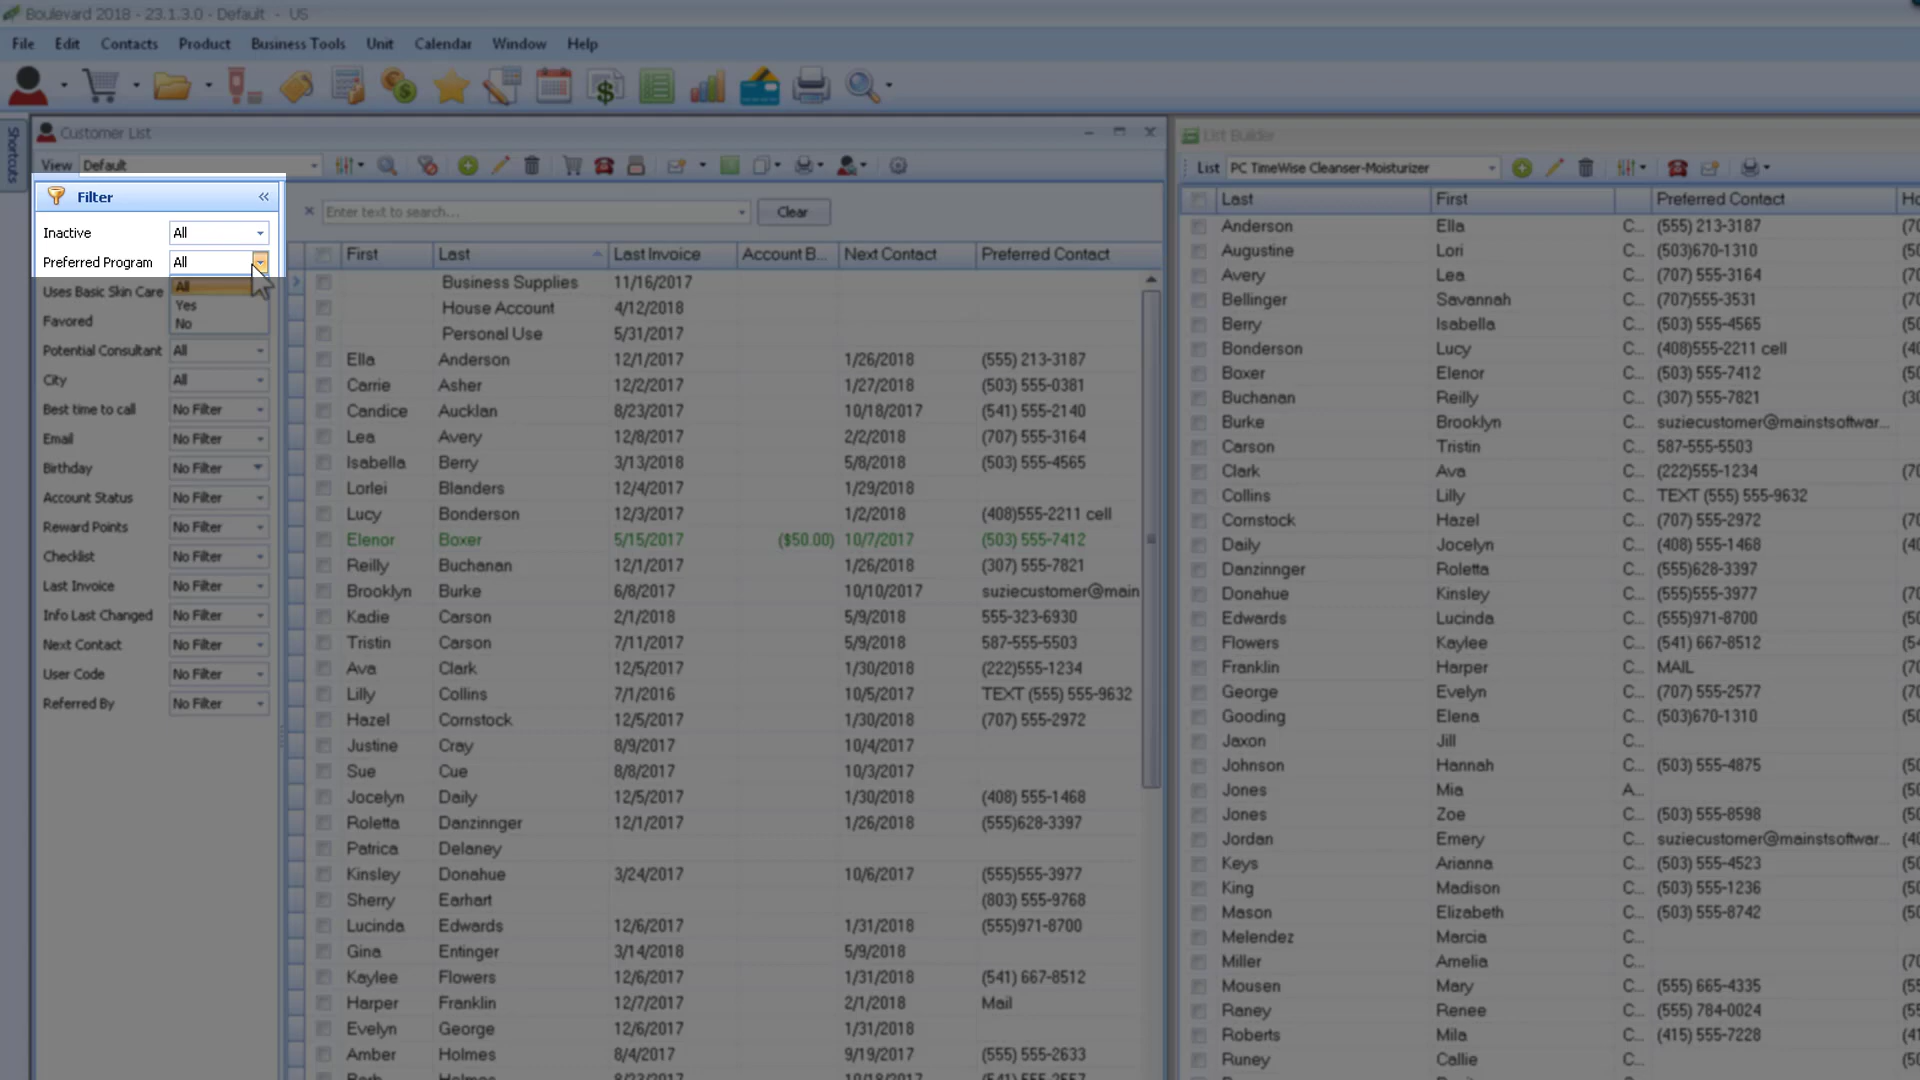 Boulevard 2018 - 23.1.3.0 - Default - US
File Edit Contacts Product Business Tools Unit Calendar Window Help
Shortcuts
Customer List
View Default
Filter
Inactive All
Preferred Program All
All
Yes
No
Uses Basic Skin Care
Favored
Potential Consultant All
City All
Best time to call No Filter
Email No Filter
Birthday No Filter
Account Status No Filter
Reward Points No Filter
Checklist No Filter
Last Invoice No Filter
Info Last Changed No Filter
Next Contact No Filter
User Code No Filter
Referred By No Filter
Enter text to search... Clear
First Last Last Invoice Account B... Next Contact Preferred Contact
Business Supplies 11/16/2017
House Account 4/12/2018
Personal Use 5/31/2017
Ella Anderson 12/1/2017 1/26/2018 (555) 213-3187
Carrie Asher 12/2/2017 1/27/2018 (503) 555-0381
Candice Aucklan 8/23/2017 10/18/2017 (541) 555-2140
Lea Avery 12/8/2017 2/2/2018 (707) 555-3164
Isabella Berry 3/13/2018 5/8/2018 (503) 555-4565
Lorlei Blanders 12/4/2017 1/29/2018
Lucy Bonderson 12/3/2017 1/2/2018 (408)555-2211 cell
Elenor Boxer 5/15/2017 ($50.00) 10/7/2017 (503) 555-7412
Reilly Buchanan 12/1/2017 1/26/2018 (307) 555-7821
Brooklyn Burke 6/8/2017 10/10/2017 suziecustomer@main
Kadie Carson 2/1/2018 5/9/2018 555-323-6930
Tristin Carson 7/11/2017 5/9/2018 587-555-5503
Ava Clark 12/5/2017 1/30/2018 (222)555-1234
Lilly Collins 7/1/2016 10/5/2017 TEXT (555) 555-9632
Hazel Cornstock 12/5/2017 1/30/2018 (707) 555-2972
Justine Cray 8/9/2017 10/4/2017
Sue Cue 8/8/2017 10/3/2017
Jocelyn Daily 12/5/2017 1/30/2018 (408) 555-1468
Roletta Danzinnger 12/1/2017 1/26/2018 (555)628-3397
Patrica Delaney
Kinsley Donahue 3/24/2017 10/6/2017 (555)555-3977
Sherry Earhart (803) 555-9768
Lucinda Edwards 12/6/2017 1/31/2018 (555)971-8700
Gina Entinger 3/14/2018 5/9/2018
Kaylee Flowers 12/6/2017 1/31/2018 (541) 667-8512
Harper Franklin 12/7/2017 2/1/2018 Mail
Evelyn George 12/6/2017 1/31/2018
Amber Holmes 8/4/2017 9/19/2017 (555) 555-2633
List Builder
List PC TimeWise Cleanser-Moisturizer
Last First Preferred Contact Ho
Anderson Ella C... (555) 213-3187 (70
Augustine Lori C... (503)670-1310 (50
Avery Lea C... (707) 555-3164
Bellinger Savannah C... (707)555-3531
Berry Isabella C... (503) 555-4565
Bonderson Lucy C... (408)555-2211 cell (40
Boxer Elenor C... (503) 555-7412 (50
Buchanan Reilly C... (307) 555-7821
Burke Brooklyn C... suziecustomer@mainstsoftwar...
Carson Tristin C... 587-555-5503
Clark Ava C... (222)555-1234 (70
Collins Lilly C... TEXT (555) 555-9632
Cornstock Hazel C... (707) 555-2972
Daily Jocelyn C... (408) 555-1468 (40
Danzinnger Roletta C... (555)628-3397
Donahue Kinsley C... (555)555-3977 (70
Edwards Lucinda C... (555)971-8700
Flowers Kaylee C... (541) 667-8512 (54
Franklin Harper C... MAIL (70
George Evelyn C... (707) 555-2577
Gooding Elena C... (503)670-1310 (50
Jaxon Jill C...
Johnson Hannah C... (503) 555-4875
Jones Mia A...
Jones Zoe C... (503) 555-8598
Jordan Emery C... suziecustomer@mainstsoftwar... (40
Keys Arianna C... (503) 555-4523
King Madison C... (503) 555-1236
Mason Elizabeth C... (503) 555-8742
Melendez Marcia C...
Miller Amelia C... (70
Mousen Mary C... (555) 665-4335
Raney Renee C... (555) 784-0024
Roberts Mila C... (415) 555-7228
Runey Callie C...